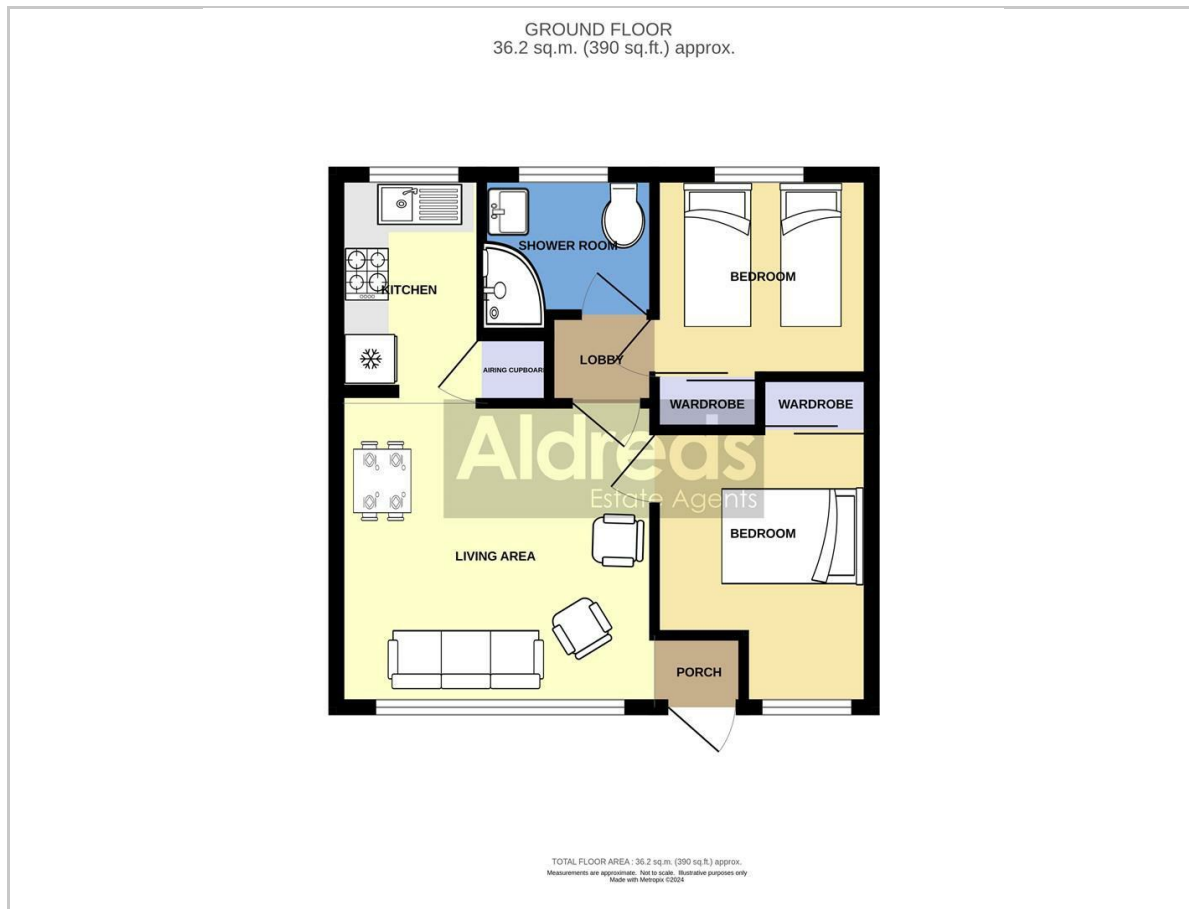 GROUND FLOOR
36.2 sq.m. (390 sq.ft.) approx.
SHOWER ROOM
KITCHEN
BEDROOM
LOBBY
AIRING CUPBOARD
WARDROBE
WARDROBE
Aldreds
Estate Agents
BEDROOM
LIVING AREA
PORCH
TOTAL FLOOR AREA : 36.2 sq.m. (390 sq.ft.) approx.
Measurements are approximate. Not to scale. Illustrative purposes only
Made with Metropix ©2024